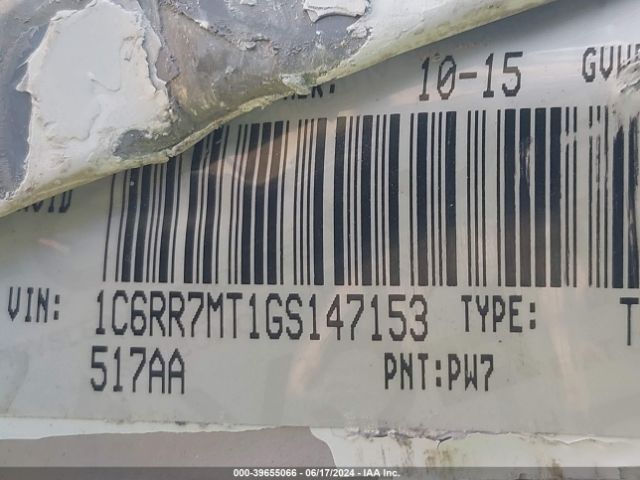 10-15 GVW
VIN: 1C6RR7MT1GS147153 TYPE: T
517AA PNT:PW7
000-39655066 - 06/17/2024 - IAA Inc.